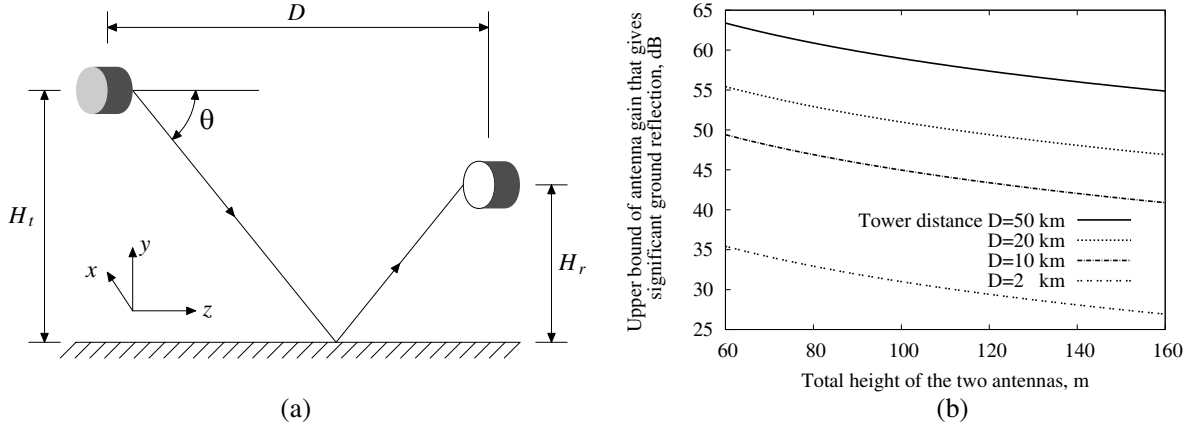 D
θ
H_t
H_r
y
x
z
(a)
Upper bound of antenna gain that gives
significant ground reflection, dB
65
60
55
50
45
40
35
30
25
Tower distance D=50 km
D=20 km
D=10 km
D=2 km
60 80 100 120 140 160
Total height of the two antennas, m
(b)